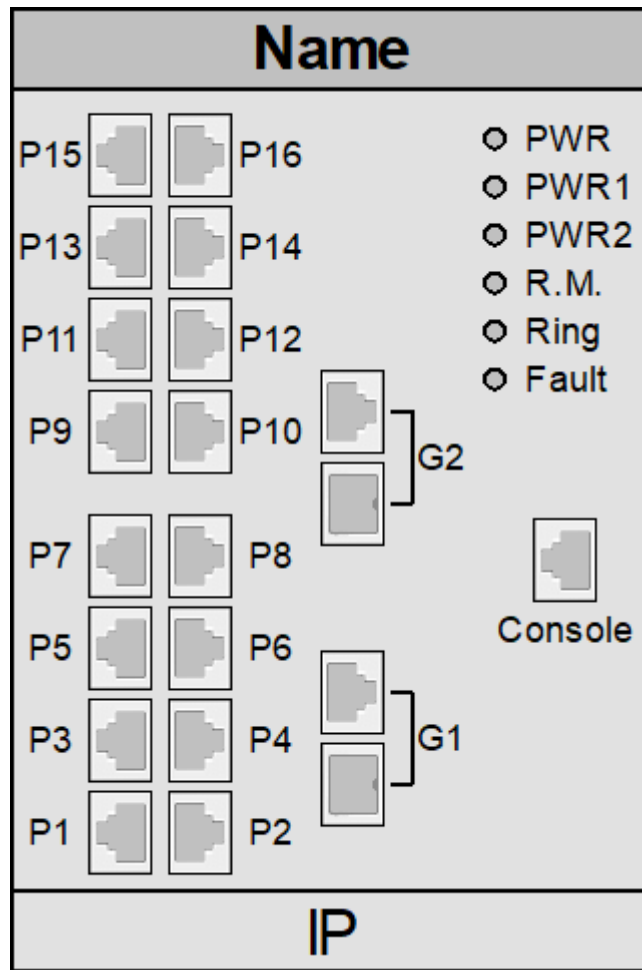 Name
P15 P16
P13 P14
P11 P12
P9 P10
P7 P8
P5 P6
P3 P4
P1 P2
G2
G1
PWR
PWR1
PWR2
R.M.
Ring
Fault
Console
IP